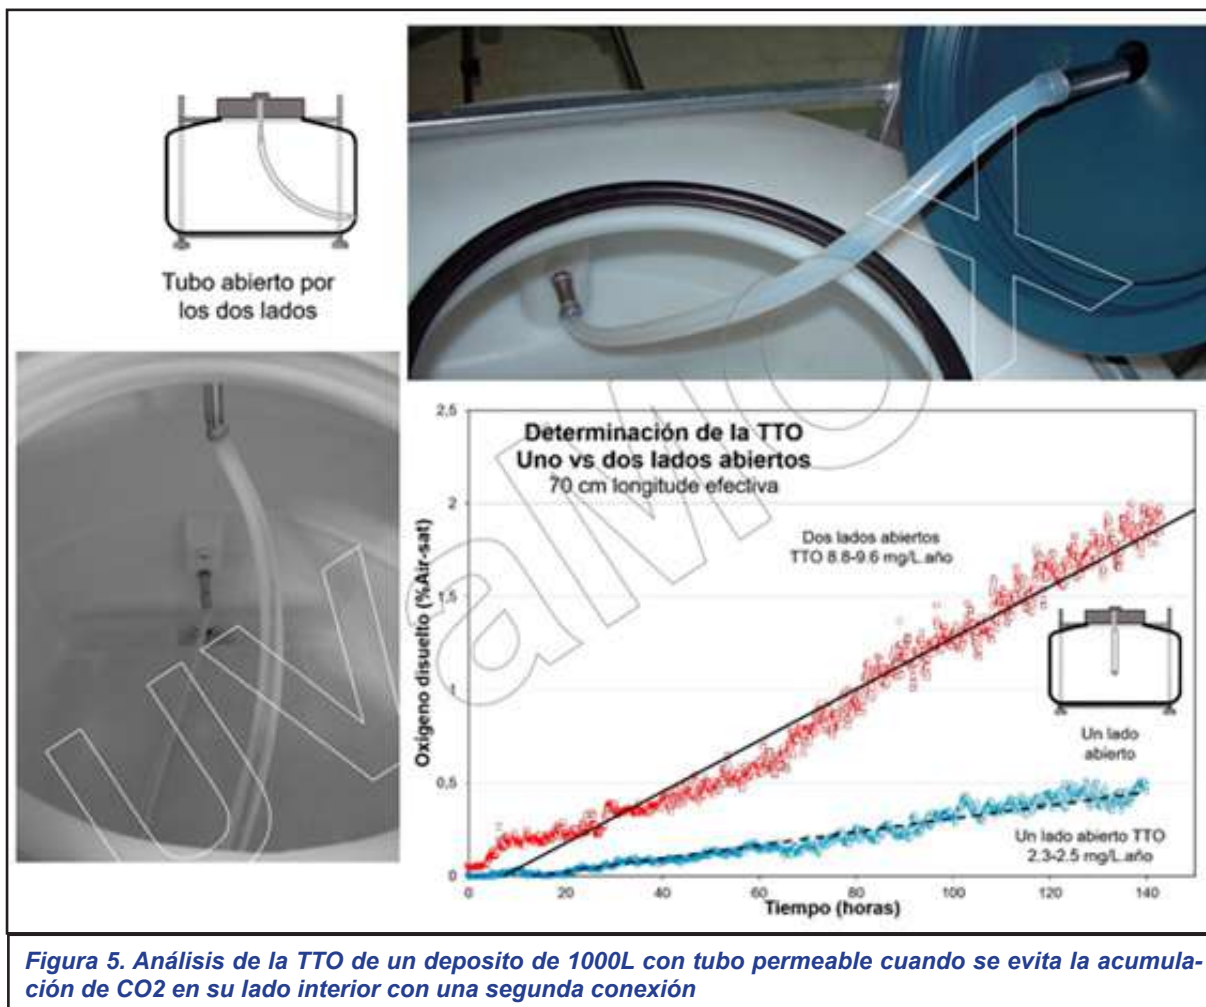 Tubo abierto por
los dos lados
2,5
2
1,5
1
0,5
0
Oxígeno disuelto (%Air-sat)
Determinación de la TTO
Uno vs dos lados abiertos
70 cm longitude efectiva
Dos lados abiertos
TTO 8.8-9.6 mg/L.año
Un lado
abierto
Un lado abierto TTO
2.3-2.5 mg/L.año
0 20 40 60 80 100 120 140
Tiempo (horas)
UVaMOX
Figura 5. Análisis de la TTO de un deposito de 1000L con tubo permeable cuando se evita la acumula-
ción de CO2 en su lado interior con una segunda conexión